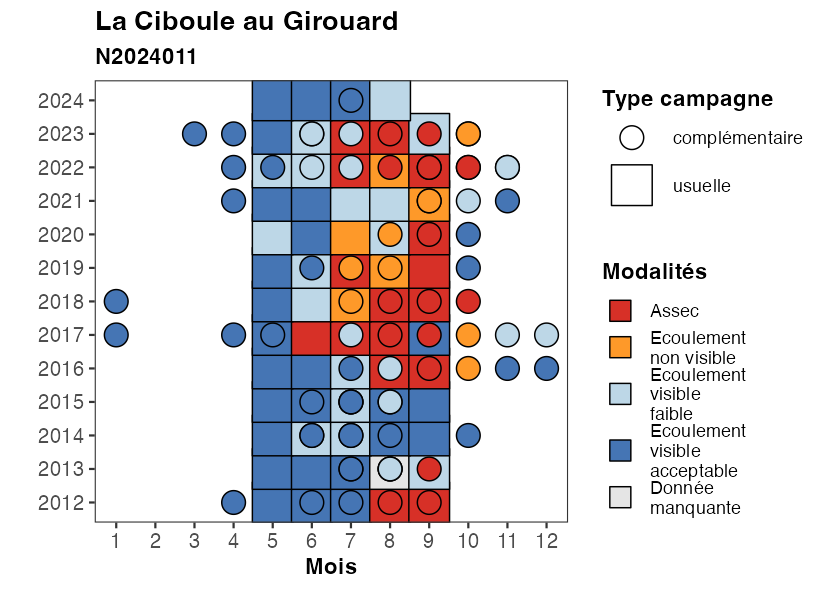 La Ciboule au Girouard
N2024011
2024
2023
2022
2021
2020
2019
2018
2017
2016
2015
2014
2013
2012
1 2 3 4 5 6 7 8 9 10 11 12
Mois
Type campagne
complémentaire
usuelle
Modalités
Assec
Ecoulement
non visible
Ecoulement
visible
faible
Ecoulement
visible
acceptable
Donnée
manquante